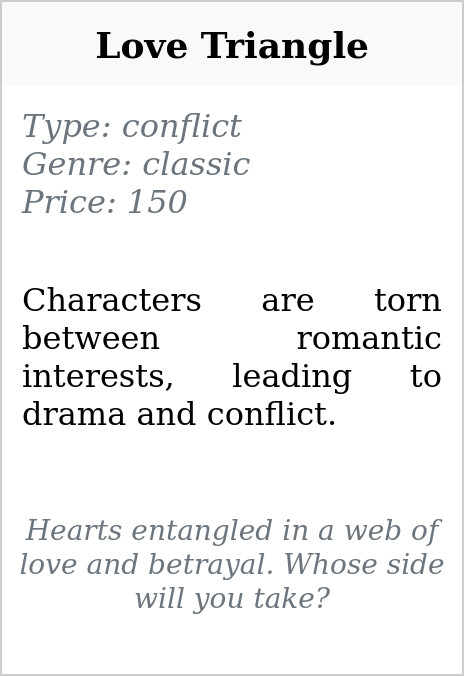 Love Triangle
Type: conflict
Genre: classic
Price: 150
Characters are torn
between romantic
interests, leading to
drama and conflict.
Hearts entangled in a web of
love and betrayal. Whose side
will you take?